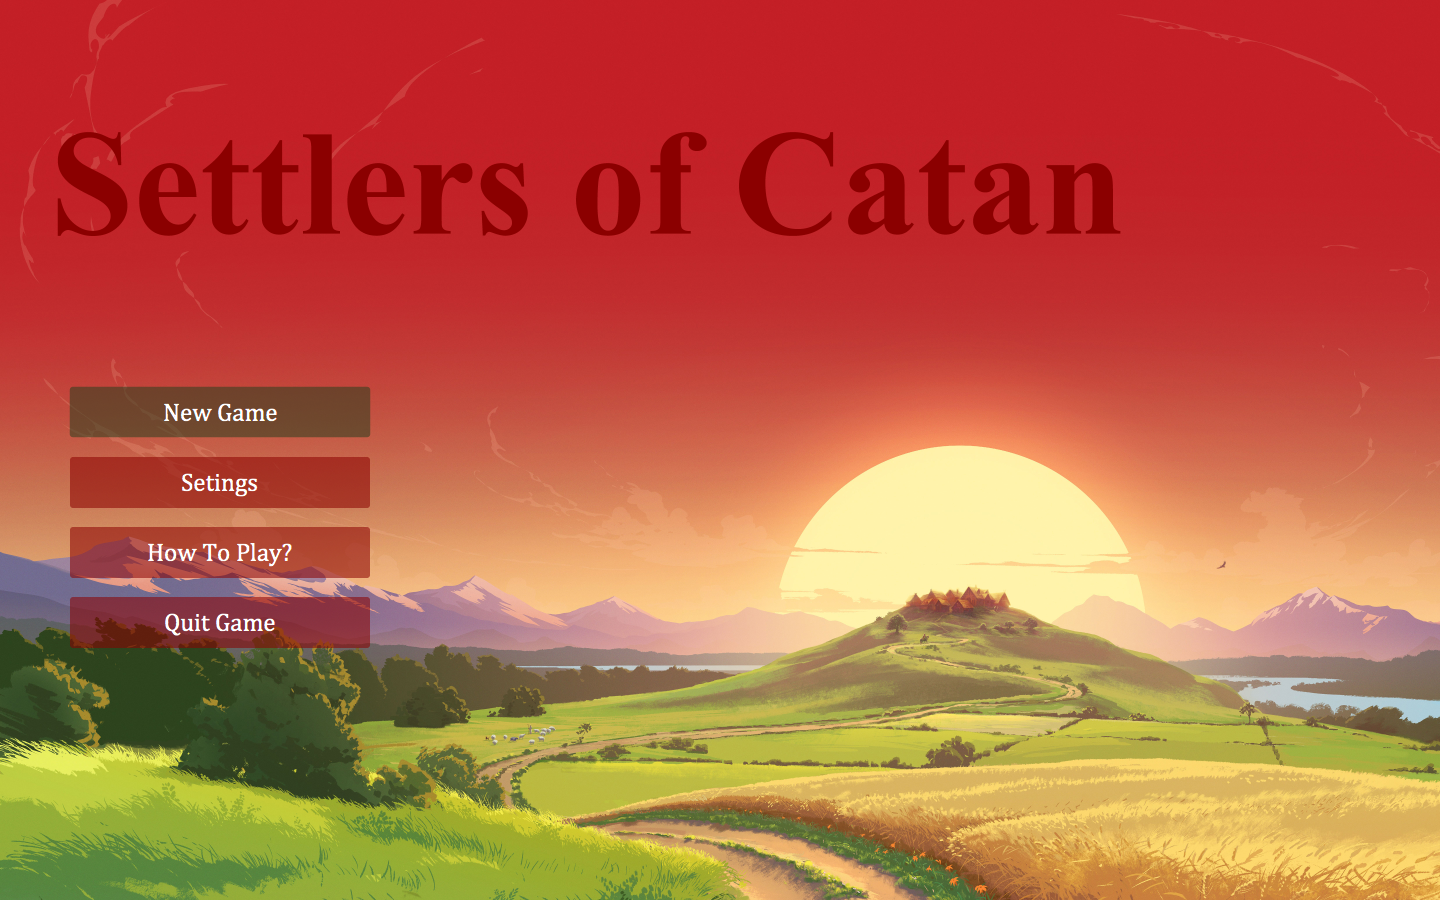 Settlers of Catan
New Game
Setings
How To Play?
Quit Game